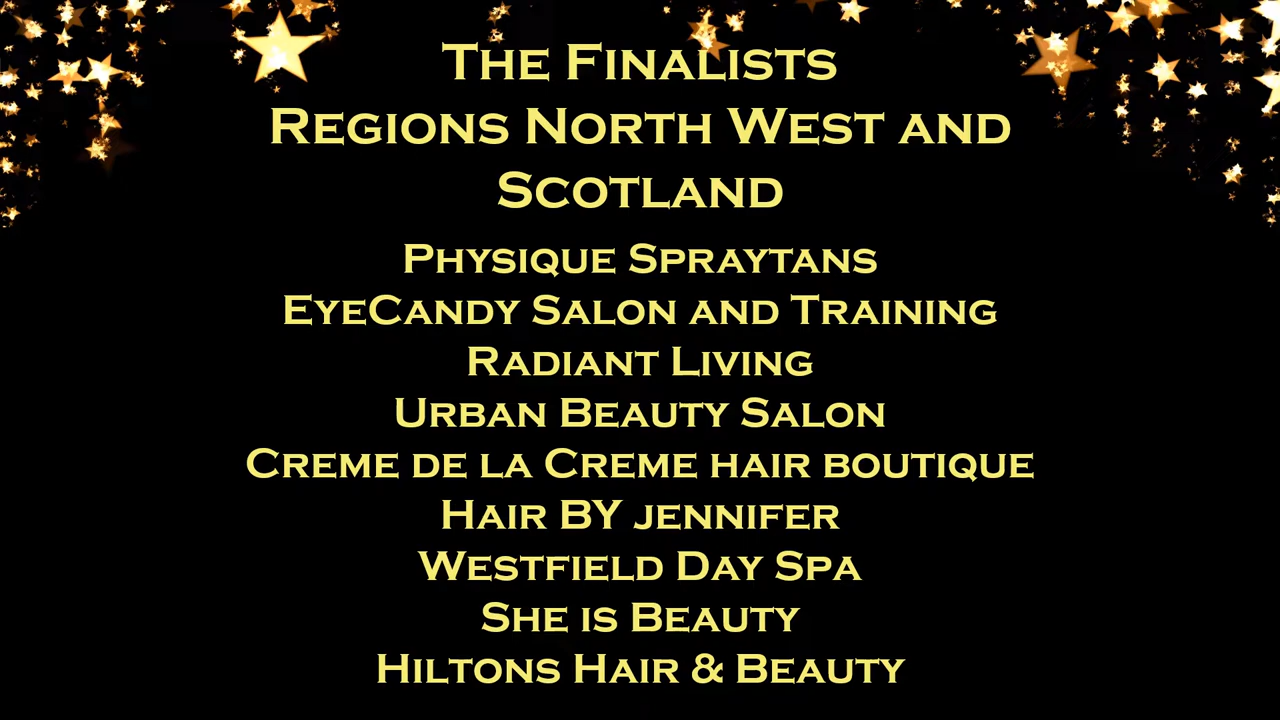 The Finalists
Regions North West and
Scotland
Physique Spraytans
EyeCandy Salon and Training
Radiant Living
Urban Beauty Salon
Creme de la Creme hair boutique
Hair BY jennifer
Westfield Day Spa
She is Beauty
Hiltons Hair & Beauty